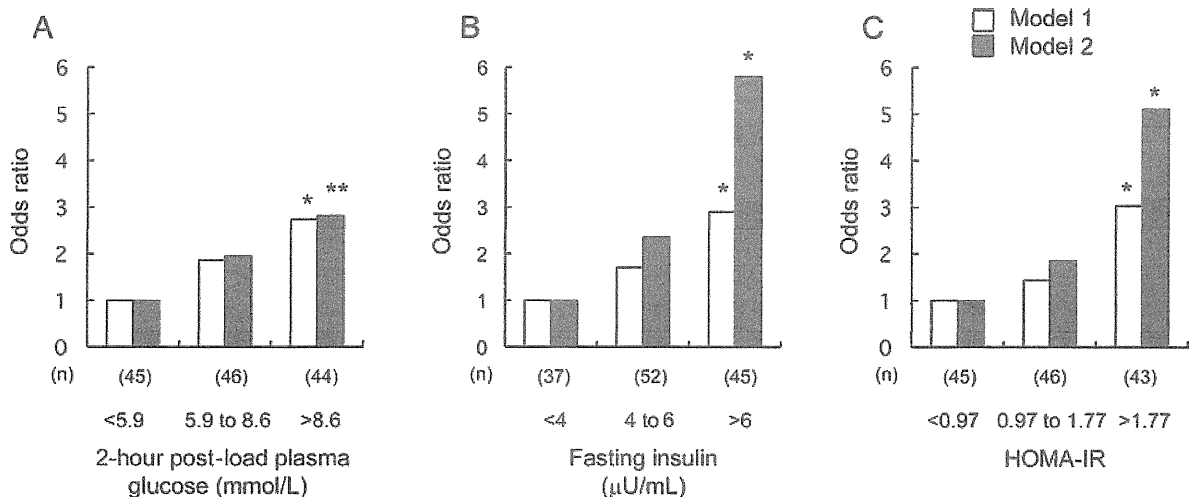 A
B
C
Model 1
Model 2
Odds ratio
6
5
4
3
2
1
0
*
**
(n)
(45)
(46)
(44)
<5.9
5.9 to 8.6
>8.6
2-hour post-load plasma
glucose (mmol/L)
Odds ratio
6
5
4
3
2
1
0
*
*
(n)
(37)
(52)
(45)
<4
4 to 6
>6
Fasting insulin
(μU/mL)
Odds ratio
6
5
4
3
2
1
0
*
*
(n)
(45)
(46)
(43)
<0.97
0.97 to 1.77
>1.77
HOMA-IR